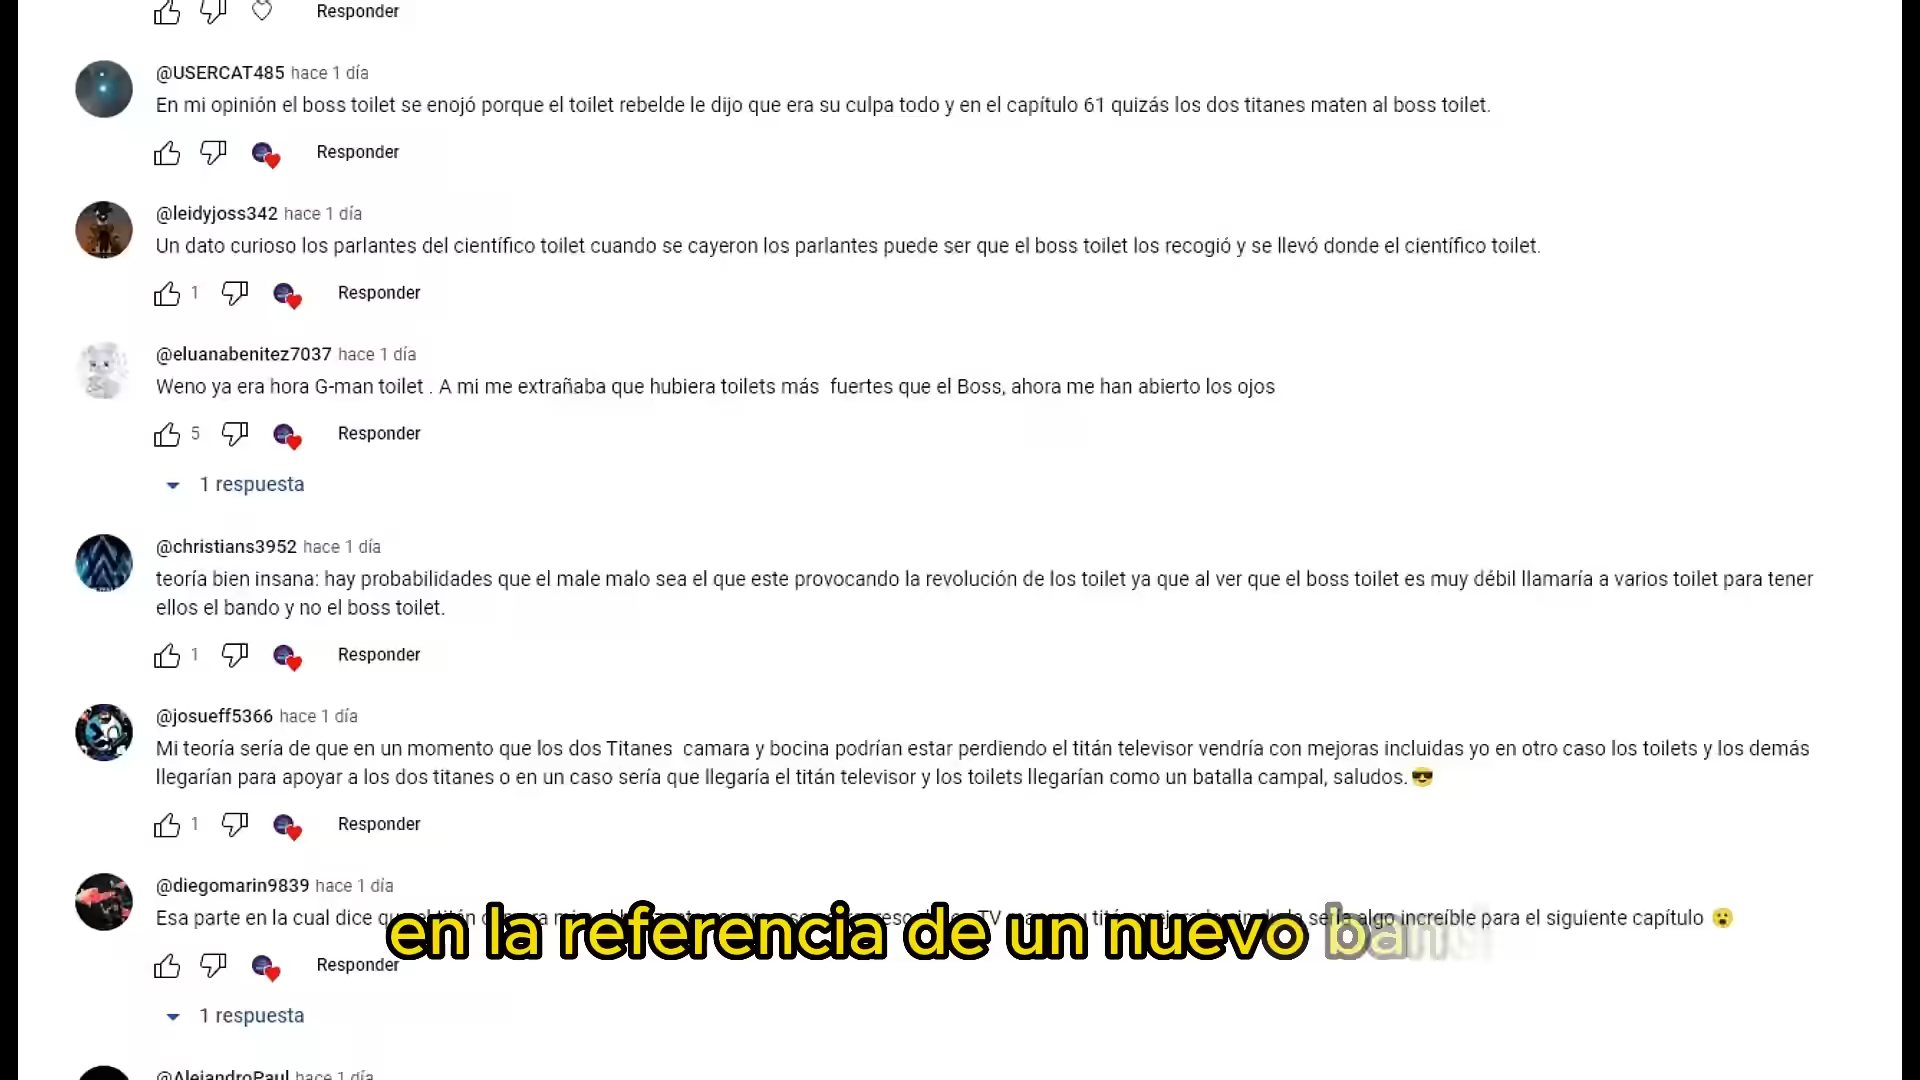 Responder
@USERCAT485 hace 1 día
En mi opinión el boss toilet se enojó porque el toilet rebelde le dijo que era su culpa todo y en el capítulo 61 quizás los dos titanes maten al boss toilet.
Responder
@leidyjoss342 hace 1 día
Un dato curioso los parlantes del científico toilet cuando se cayeron los parlantes puede ser que el boss toilet los recogió y se llevó donde el científico toilet.
1 Responder
@eluanabenitez7037 hace 1 día
Weno ya era hora G-man toilet . A mi me extrañaba que hubiera toilets más fuertes que el Boss, ahora me han abierto los ojos
5 Responder
1 respuesta
@christians3952 hace 1 día
teoría bien insana: hay probabilidades que el male malo sea el que este provocando la revolución de los toilet ya que al ver que el boss toilet es muy débil llamaría a varios toilet para tener
ellos el bando y no el boss toilet.
1 Responder
@josueff5366 hace 1 día
Mi teoría sería de que en un momento que los dos Titanes camara y bocina podrían estar perdiendo el titán televisor vendría con mejoras incluidas yo en otro caso los toilets y los demás
llegarían para apoyar a los dos titanes o en un caso sería que llegaría el titán televisor y los toilets llegarían como un batalla campal, saludos. 😎
1 Responder
@diegomarin9839 hace 1 día
Esa parte en la cual dice TV sería algo increíble para el siguiente capítulo 😮
en la referencia de un nuevo
Responder
1 respuesta
@AlejandroPaul hace 1 día